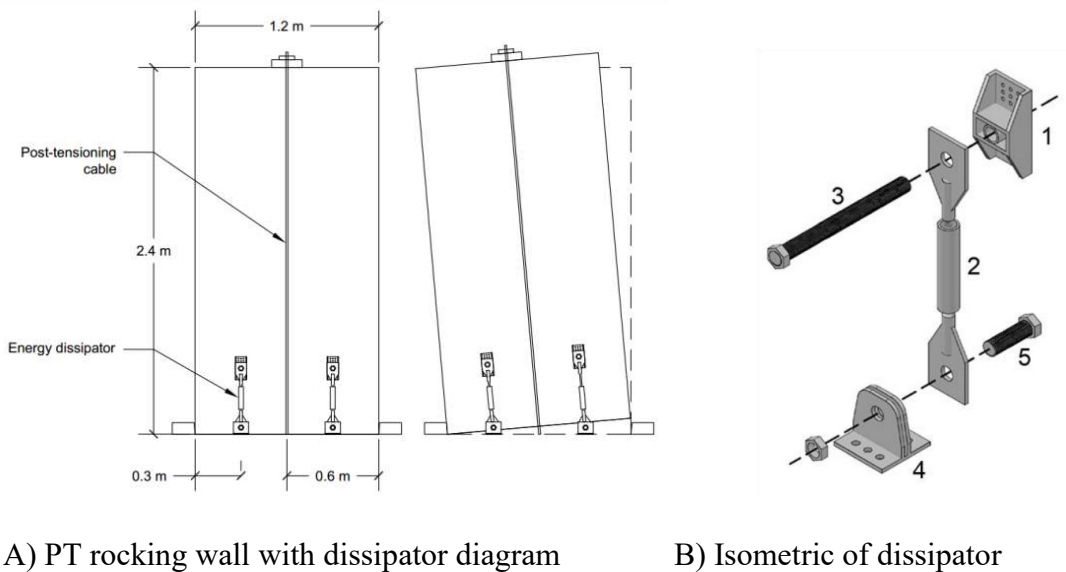 1.2 m
Post-tensioning
cable
2.4 m
Energy dissipator
0.3 m
0.6 m
1
3
2
5
4
A) PT rocking wall with dissipator diagram
B) Isometric of dissipator